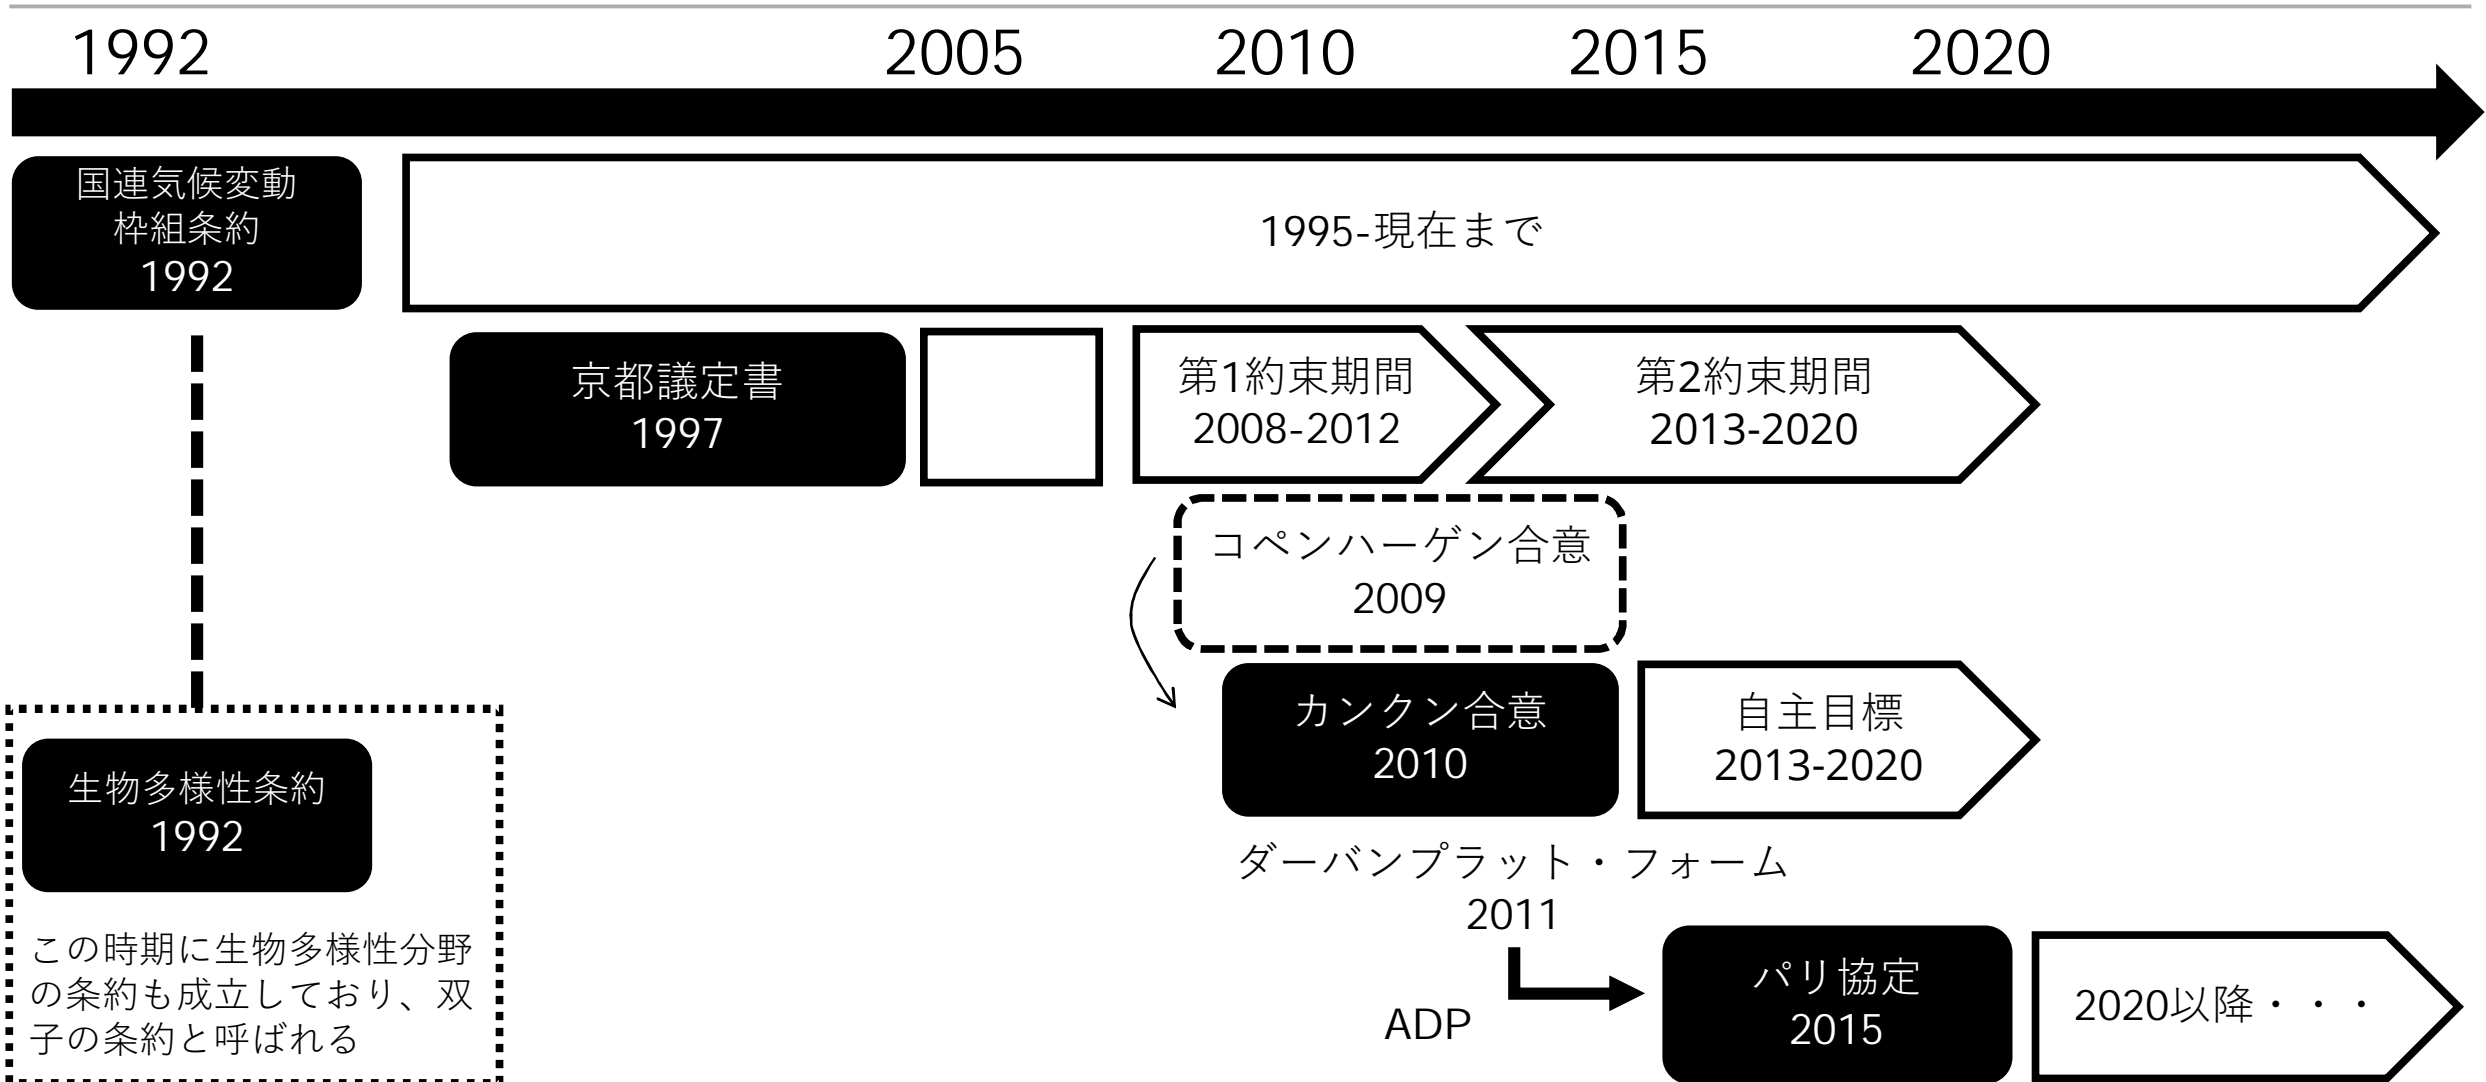 1992
2005
2010
2015
2020
国連気候変動
枠組条約
1992
1995-現在まで
京都議定書
1997
第1約束期間
2008-2012
第2約束期間
2013-2020
コペンハーゲン合意
2009
カンクン合意
2010
自主目標
2013-2020
生物多様性条約
1992
この時期に生物多様性分野
の条約も成立しており、双
子の条約と呼ばれる
ダーバンプラット・フォーム
2011
ADP
パリ協定
2015
2020以降・・・